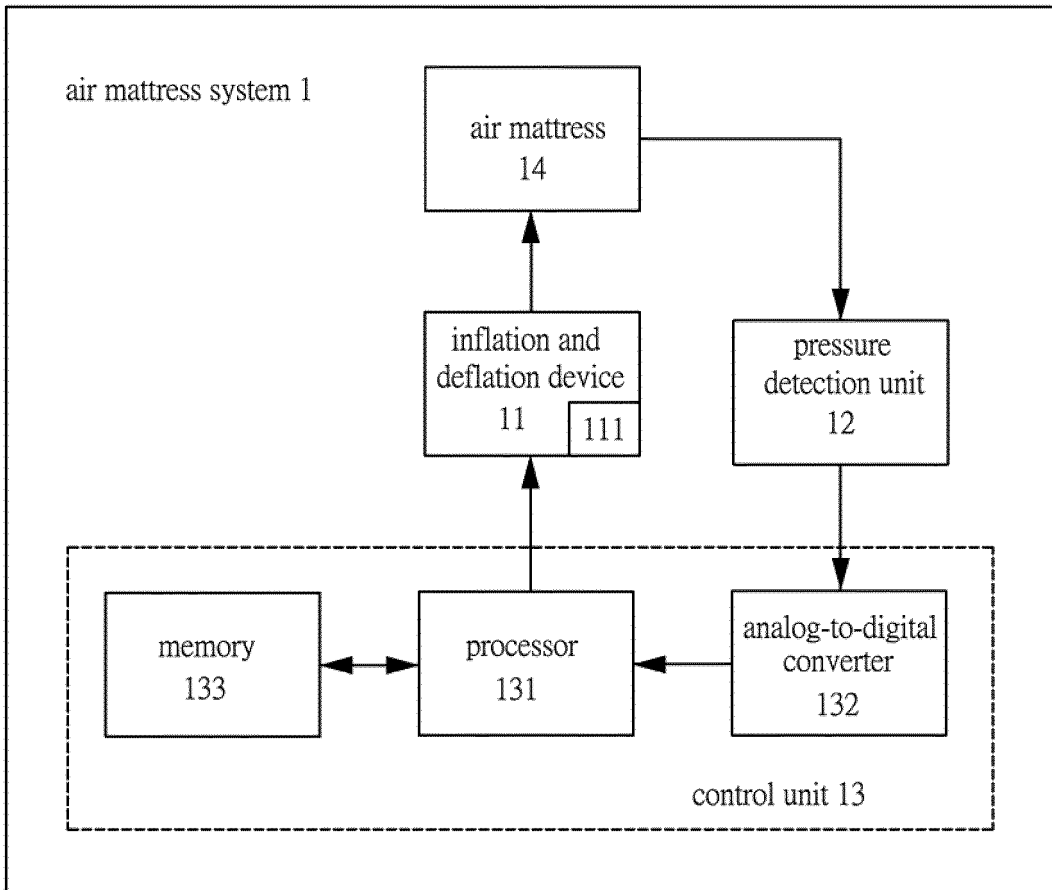 air mattress system 1
air mattress
14
inflation and
deflation device
11
111
pressure
detection unit
12
memory
133
processor
131
analog-to-digital
converter
132
control unit 13